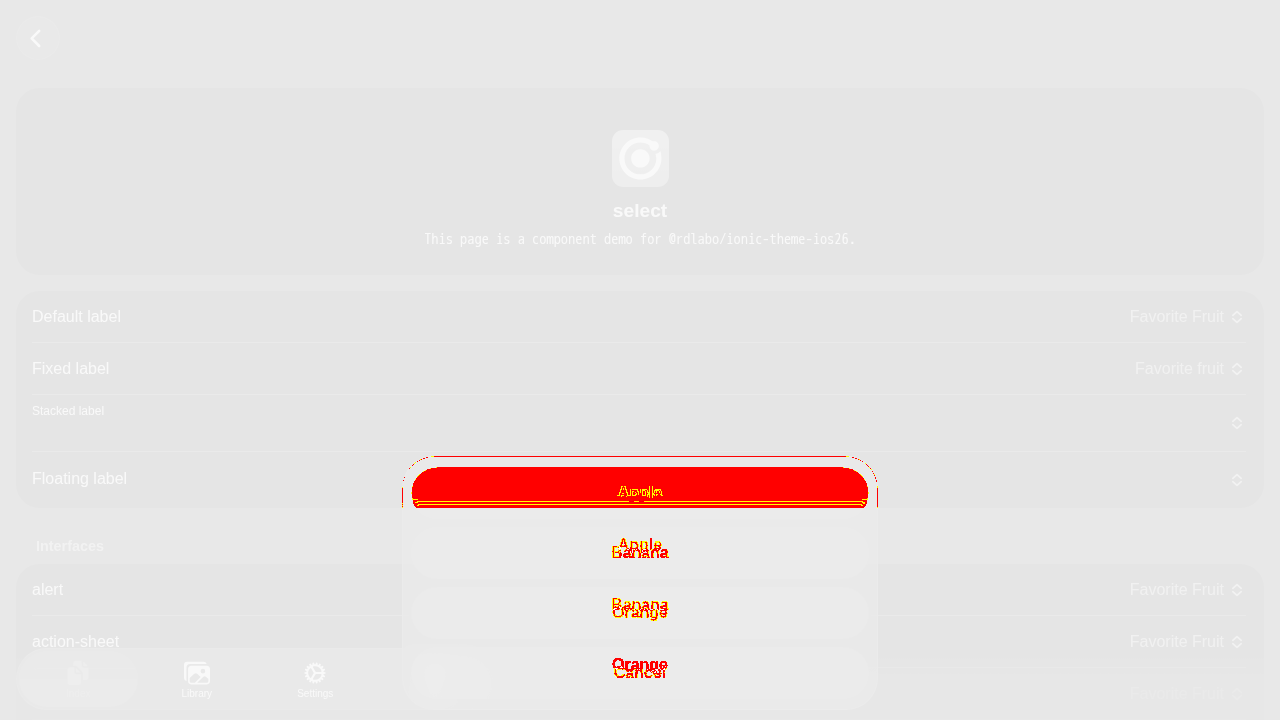 select
This page is a component demo for @rdlabo/ionic-theme-ios26.
Default label
Favorite Fruit
Fixed label
Favorite fruit
Stacked label
Floating label
Apple
Banana
Interfaces
alert
Favorite Fruit
Banana
Orange
action-sheet
Favorite Fruit
Orange
Cancel
Library
Settings
Favorite Fruit